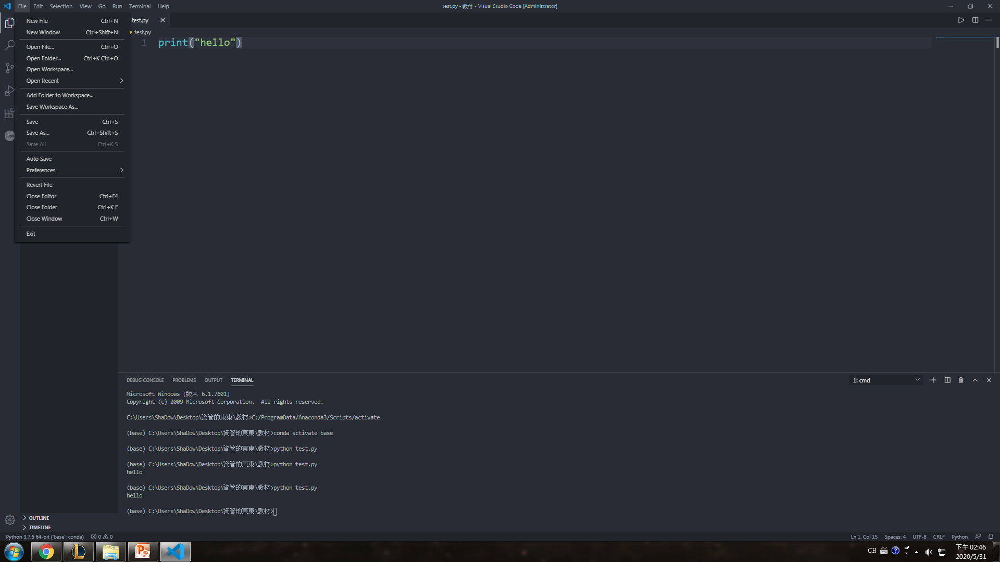 File Edit Selection View Go Run Terminal Help
test.py - 教材 - Visual Studio Code [Administrator]
New File Ctrl+N
New Window Ctrl+Shift+N
Open File... Ctrl+O
Open Folder... Ctrl+K Ctrl+O
Open Workspace...
Open Recent
Add Folder to Workspace...
Save Workspace As...
Save Ctrl+S
Save As... Ctrl+Shift+S
Save All Ctrl+K S
Auto Save
Preferences
Revert File
Close Editor Ctrl+F4
Close Folder Ctrl+K F
Close Window Ctrl+W
Exit
Json
test.py
test.py
1 print("hello")
DEBUG CONSOLE PROBLEMS OUTPUT TERMINAL
1: cmd
Microsoft Windows [版本 6.1.7601]
Copyright (c) 2009 Microsoft Corporation.  All rights reserved.
C:\Users\ShaDow\Desktop\資管的東東\教材>C:/ProgramData/Anaconda3/Scripts/activate
(base) C:\Users\ShaDow\Desktop\資管的東東\教材>conda activate base
(base) C:\Users\ShaDow\Desktop\資管的東東\教材>python test.py
(base) C:\Users\ShaDow\Desktop\資管的東東\教材>python test.py
hello
(base) C:\Users\ShaDow\Desktop\資管的東東\教材>python test.py
hello
(base) C:\Users\ShaDow\Desktop\資管的東東\教材>
OUTLINE
TIMELINE
Python 3.7.6 64-bit ('base': conda) 0 0
Ln 1, Col 15 Spaces: 4 UTF-8 CRLF Python
CH
下午 02:46
2020/5/31